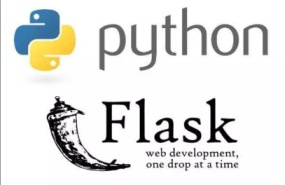 python
Flask
web development,
one drop at a time